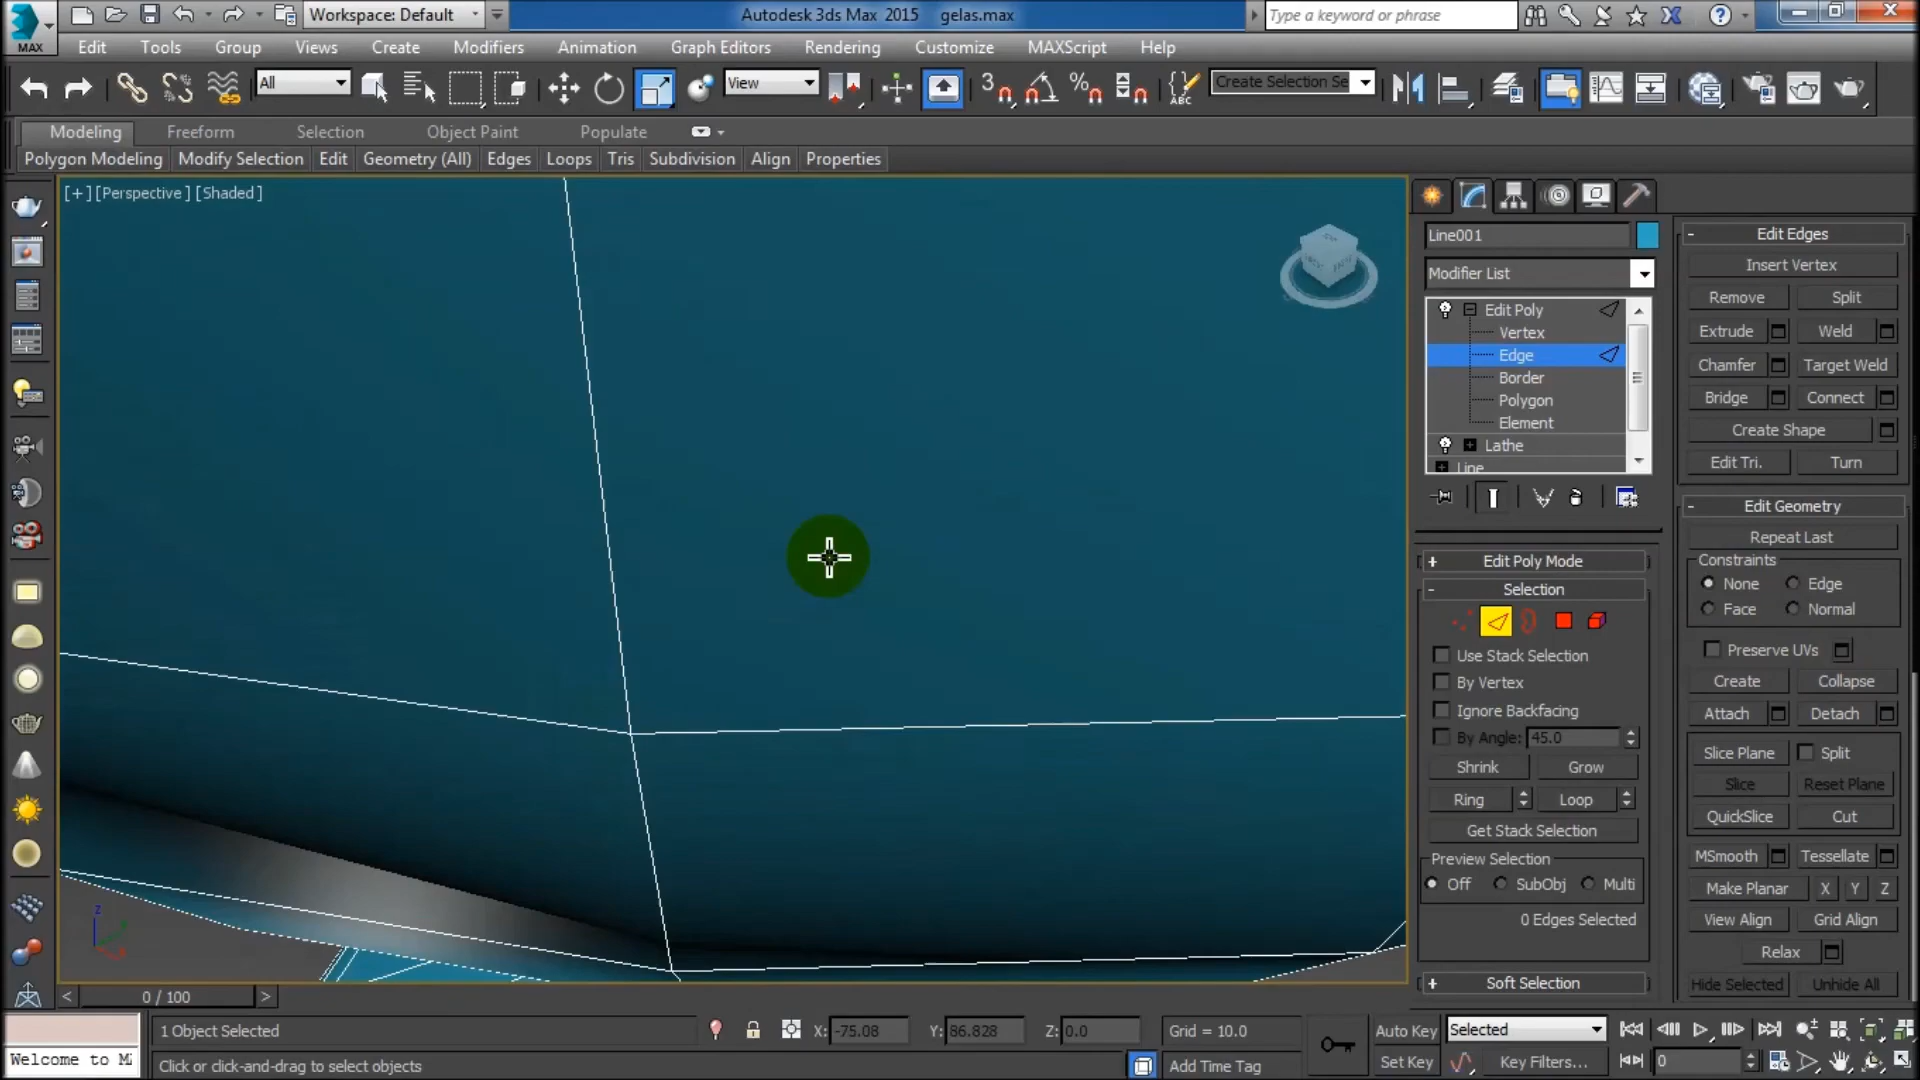 MAX
Workspace: Default
Autodesk 3ds Max 2015 gelas.max
Type a keyword or phrase
Edit Tools Group Views Create Modifiers Animation Graph Editors Rendering Customize MAXScript Help
All
View
Create Selection Se
3
ABC
Modeling Freeform Selection Object Paint Populate
Polygon Modeling Modify Selection Edit Geometry (All) Edges Loops Tris Subdivision Align Properties
[+] [Perspective] [Shaded]
Line001
Modifier List
Edit Poly
Vertex
Edge
Border
Polygon
Element
Lathe
Line
+ Edit Poly Mode
- Selection
Use Stack Selection
By Vertex
Ignore Backfacing
By Angle: 45.0
Shrink Grow
Ring Loop
Get Stack Selection
Preview Selection
Off SubObj Multi
0 Edges Selected
+ Soft Selection
- Edit Edges
Insert Vertex
Remove Split
Extrude Weld
Chamfer Target Weld
Bridge Connect
Create Shape
Edit Tri. Turn
- Edit Geometry
Repeat Last
Constraints
None Edge
Face Normal
Preserve UVs
Create Collapse
Attach Detach
Slice Plane Split
Slice Reset Plane
QuickSlice Cut
MSmooth Tessellate
Make Planar X Y Z
View Align Grid Align
Relax
Hide Selected Unhide All
z
< 0 / 100 >
1 Object Selected
X: -75.08 Y: 86.828 Z: 0.0
Grid = 10.0
Auto Key Selected
Welcome to M
Click or click-and-drag to select objects
Add Time Tag
Set Key Key Filters...
0